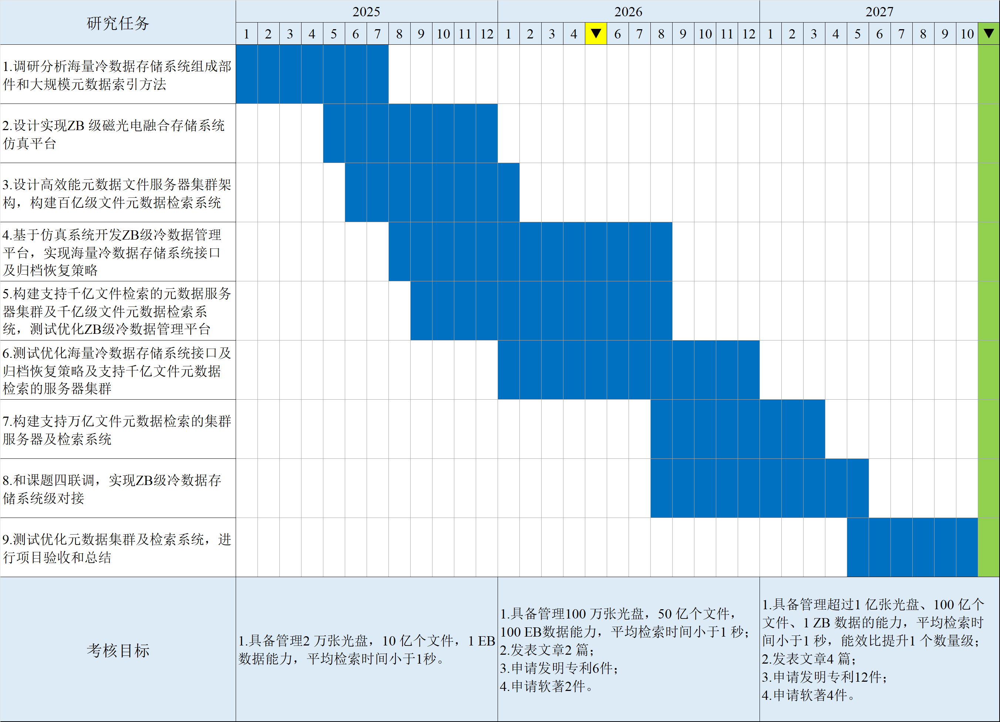 研究任务
2025
2026
2027
1 2 3 4 5 6 7 8 9 10 11 12 1 2 3 4 ▼ 6 7 8 9 10 11 12 1 2 3 4 5 6 7 8 9 10 ▼
1.调研分析海量冷数据存储系统组成部
件和大规模元数据索引方法
2.设计实现ZB 级磁光电融合存储系统
仿真平台
3.设计高效能元数据文件服务器集群架
构，构建百亿级文件元数据检索系统
4.基于仿真系统开发ZB级冷数据管理
平台，实现海量冷数据存储系统接口
及归档恢复策略
5.构建支持千亿文件检索的元数据服务
器集群及千亿级文件元数据检索系
统，测试优化ZB级冷数据管理平台
6.测试优化海量冷数据存储系统接口及
归档恢复策略及支持千亿文件元数据
检索的服务器集群
7.构建支持万亿文件元数据检索的集群
服务器及检索系统
8.和课题四联调，实现ZB级冷数据存
储系统级对接
9.测试优化元数据集群及检索系统，进
行项目验收和总结
考核目标
1.具备管理2 万张光盘，10 亿个文件，1 EB
数据能力，平均检索时间小于1秒。
1.具备管理100 万张光盘，50 亿个文件，
100 EB数据能力，平均检索时间小于1 秒；
2.发表文章2 篇；
3.申请发明专利6件；
4.申请软著2件。
1.具备管理超过1 亿张光盘、100 亿个
文件、1 ZB 数据的能力，平均检索时
间小于1 秒，能效比提升1 个数量级；
2.发表文章4 篇；
3.申请发明专利12件；
4.申请软著4件。